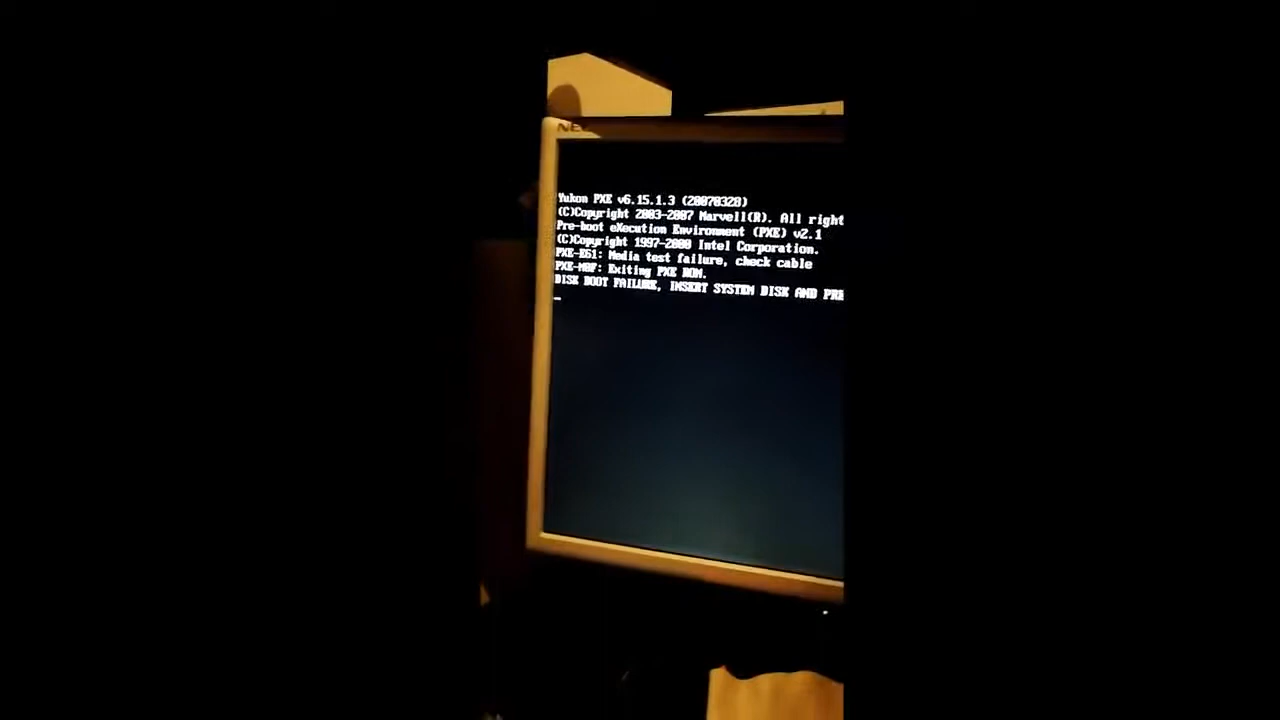 NEC
Yukon PXE v6.15.1.3 (20070320)
(C)Copyright 2003-2007 Marvell(R). All right
Pre-boot eXecution Environment (PXE) v2.1
(C)Copyright 1997-2000 Intel Corporation.
PXE-E61: Media test failure, check cable
PXE-M0F: Exiting PXE ROM.
DISK BOOT FAILURE, INSERT SYSTEM DISK AND PRE